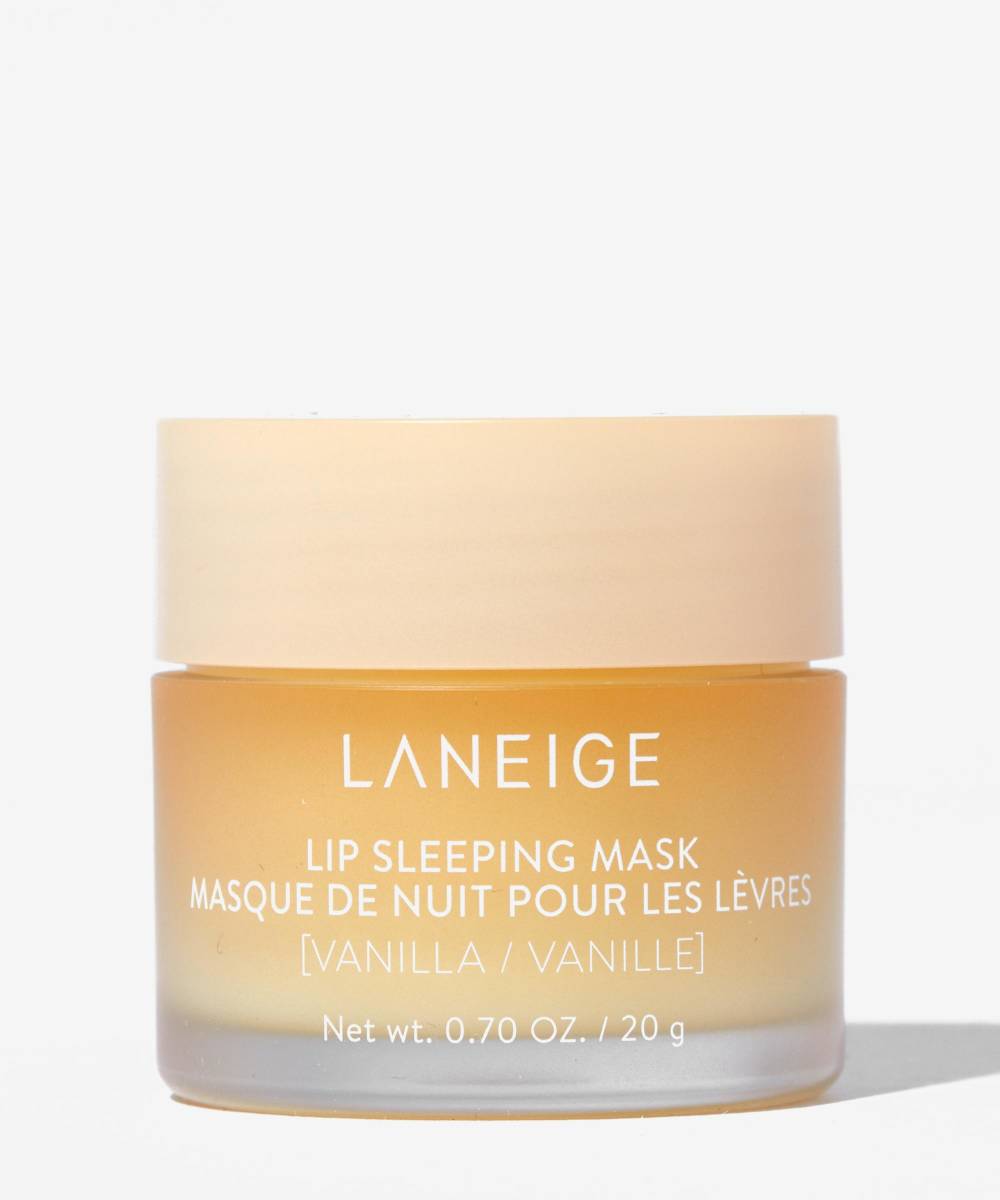 LANEIGE
LIP SLEEPING MASK
MASQUE DE NUIT POUR LES LÈVRES
[VANILLA / VANILLE]
Net wt. 0.70 OZ. / 20 g